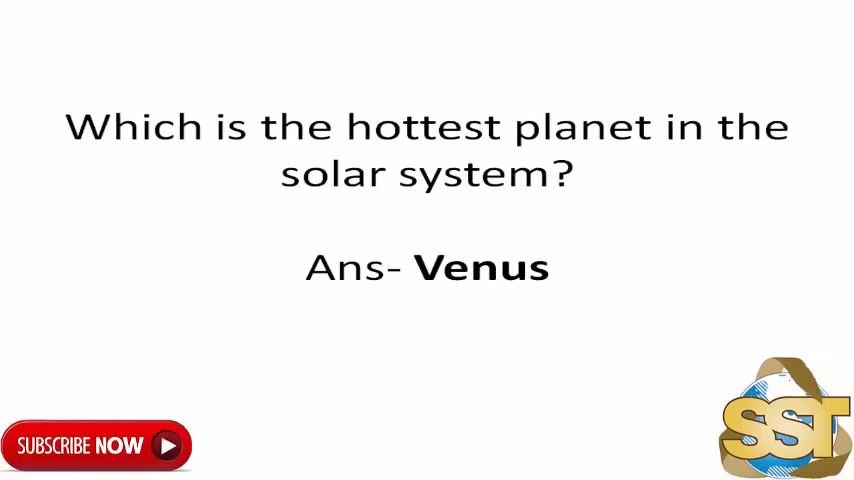 Which is the hottest planet in the
solar system?
Ans- Venus
SUBSCRIBE NOW
SST